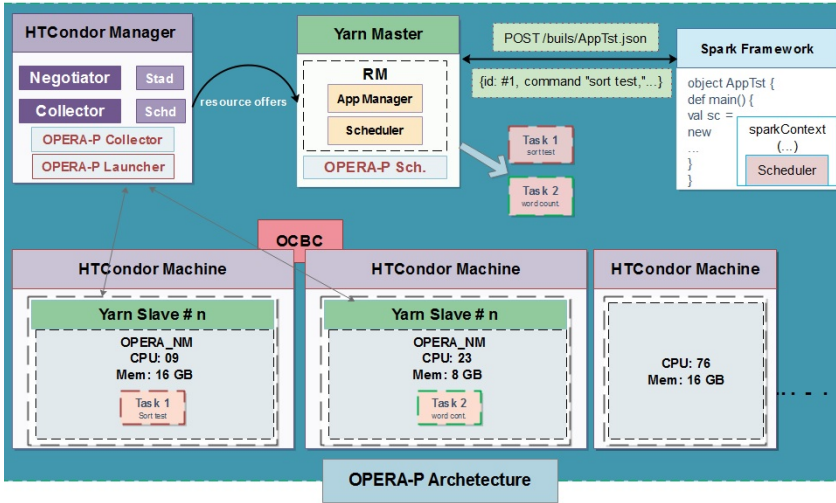 HTCondor Manager
Negotiator
Stad
Collector
Schd
OPERA-P Collector
OPERA-P Launcher
resource offers
Yarn Master
RM
App Manager
Scheduler
OPERA-P Sch.
POST /buils/AppTst.json
{id: #1, command "sort test,"...}
Task 1
sort test
Task 2
word count.
Spark Framework
object AppTst {
def main() {
val sc =
new
...
}
}
sparkContext
(...)
Scheduler
OCBC
HTCondor Machine
Yarn Slave # n
OPERA_NM
CPU: 09
Mem: 16 GB
Task 1
Sort test
HTCondor Machine
Yarn Slave # n
OPERA_NM
CPU: 23
Mem: 8 GB
Task 2
word cont.
HTCondor Machine
CPU: 76
Mem: 16 GB
OPERA-P Archetecture